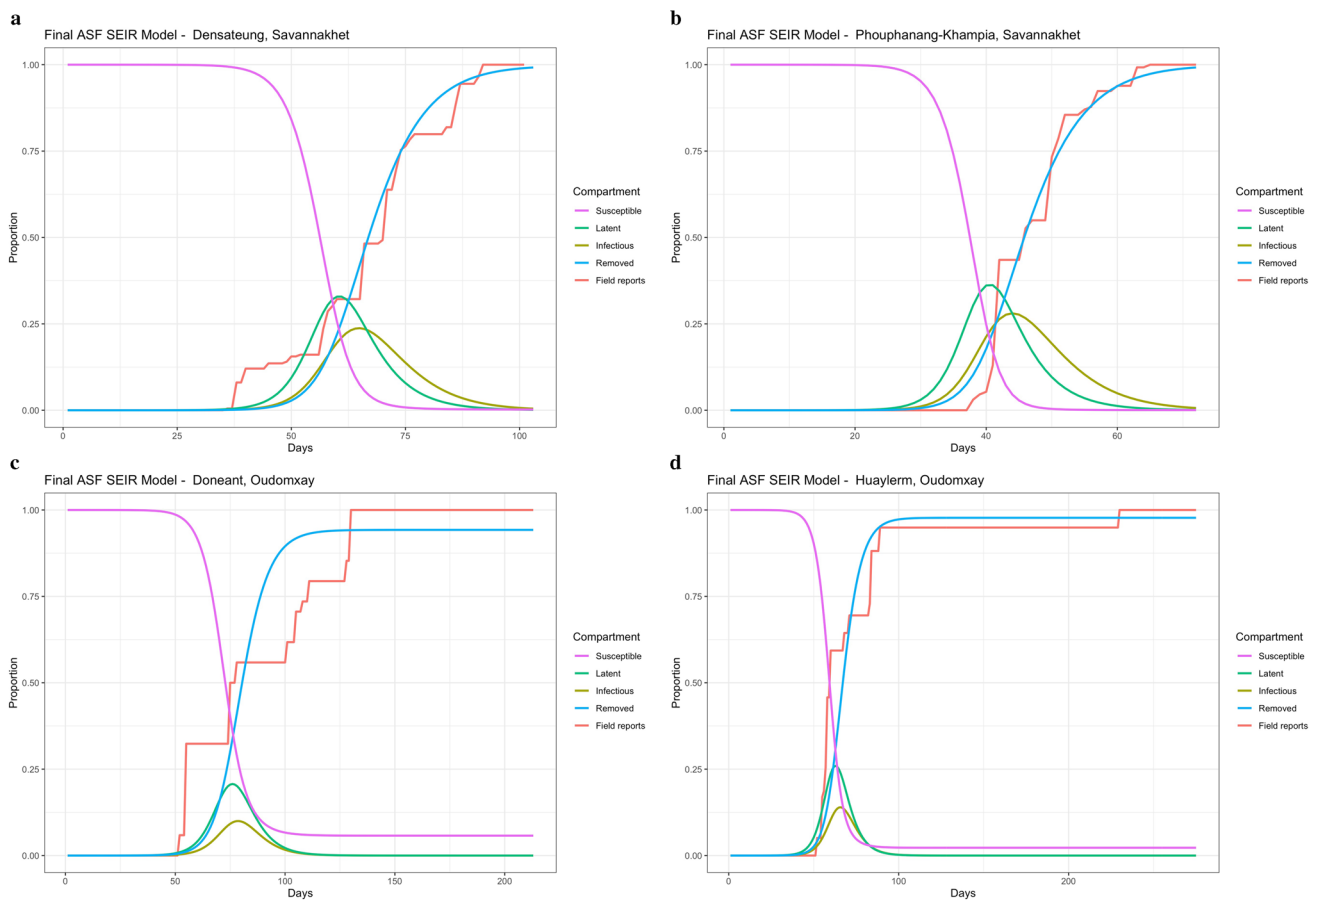 a
Final ASF SEIR Model - Densateung, Savannakhet
1.00
0.75
0.50
0.25
0.00
Proportion
0 25 50 75 100
Days
Compartment
Susceptible
Latent
Infectious
Removed
Field reports
b
Final ASF SEIR Model - Phouphanang-Khampia, Savannakhet
1.00
0.75
0.50
0.25
0.00
Proportion
0 20 40 60
Days
Compartment
Susceptible
Latent
Infectious
Removed
Field reports
c
Final ASF SEIR Model - Doneant, Oudomxay
1.00
0.75
0.50
0.25
0.00
Proportion
0 50 100 150 200
Days
Compartment
Susceptible
Latent
Infectious
Removed
Field reports
d
Final ASF SEIR Model - Huaylerm, Oudomxay
1.00
0.75
0.50
0.25
0.00
Proportion
0 100 200
Days
Compartment
Susceptible
Latent
Infectious
Removed
Field reports